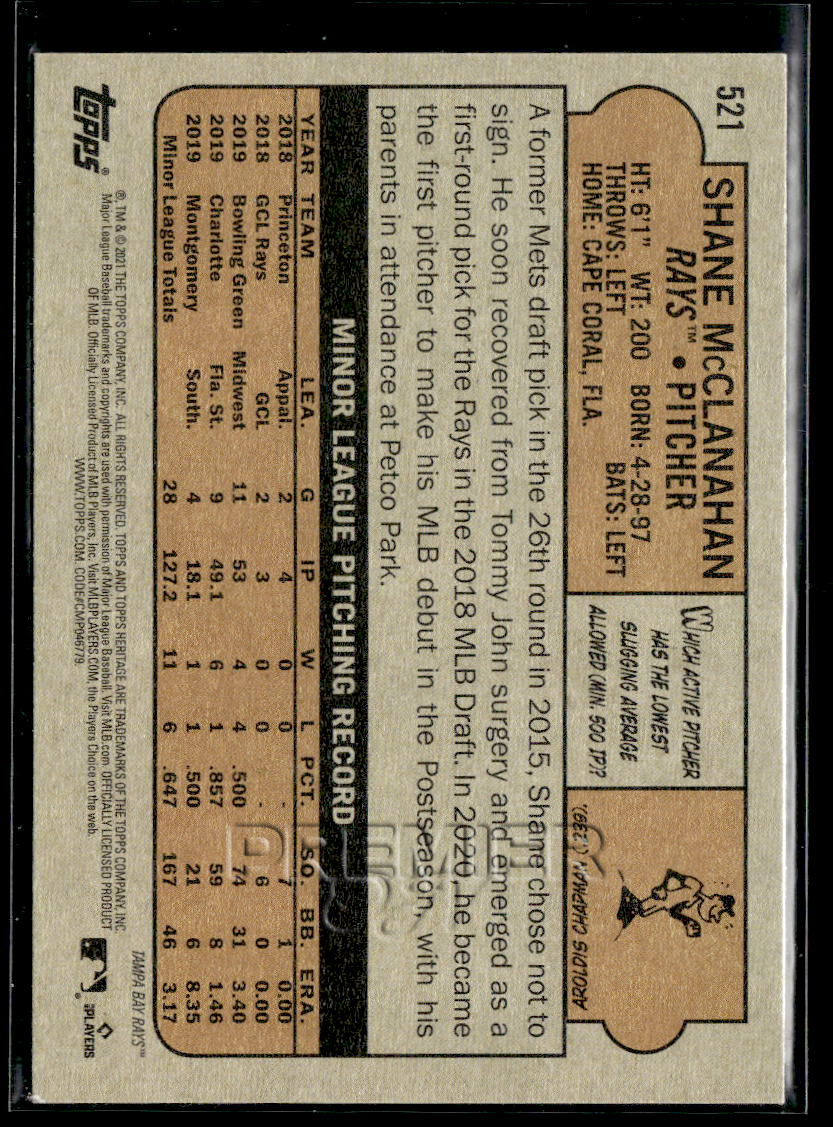 521
SHANE McCLANAHAN
RAYS™ • PITCHER
HT: 6'1" WT: 200 BORN: 4-28-97
THROWS: LEFT BATS: LEFT
HOME: CAPE CORAL, FLA.
WHICH ACTIVE PITCHER
HAS THE LOWEST
SLUGGING AVERAGE
ALLOWED (MIN. 500 IP)?
AROLDIS CHAPMAN (.239).
A former Mets draft pick in the 26th round in 2015, Shane chose not to
sign. He soon recovered from Tommy John surgery and emerged as a
first-round pick for the Rays in the 2018 MLB Draft. In 2020, he became
the first pitcher to make his MLB debut in the Postseason, with his
parents in attendance at Petco Park.
MINOR LEAGUE PITCHING RECORD
YEAR TEAM LEA. G IP W L PCT. SO. BB. ERA.
2018 Princeton Appal. 2 4 0 0 - 7 1 0.00
2018 GCL Rays GCL 2 3 0 0 - 6 0 0.00
2019 Bowling Green Midwest 11 53 4 4 .500 74 31 3.40
2019 Charlotte Fla. St. 9 49.1 6 1 .857 59 8 1.46
2019 Montgomery South. 4 18.1 1 1 .500 21 6 8.35
Minor League Totals 28 127.2 11 6 .647 167 46 3.17
TAMPA BAY RAYS™
topps®
®, TM & © 2021 THE TOPPS COMPANY, INC. ALL RIGHTS RESERVED. TOPPS AND TOPPS HERITAGE ARE TRADEMARKS OF THE TOPPS COMPANY, INC.
Major League Baseball trademarks and copyrights are used with permission of Major League Baseball. Visit MLB.com. OFFICIALLY LICENSED PRODUCT
OF MLB. Officially Licensed Product of MLB Players, Inc. Visit MLBPLAYERS.COM, the Players Choice on the web.
WWW.TOPPS.COM. CODE#CMP046779.
MLB PLAYERS
PREMIER